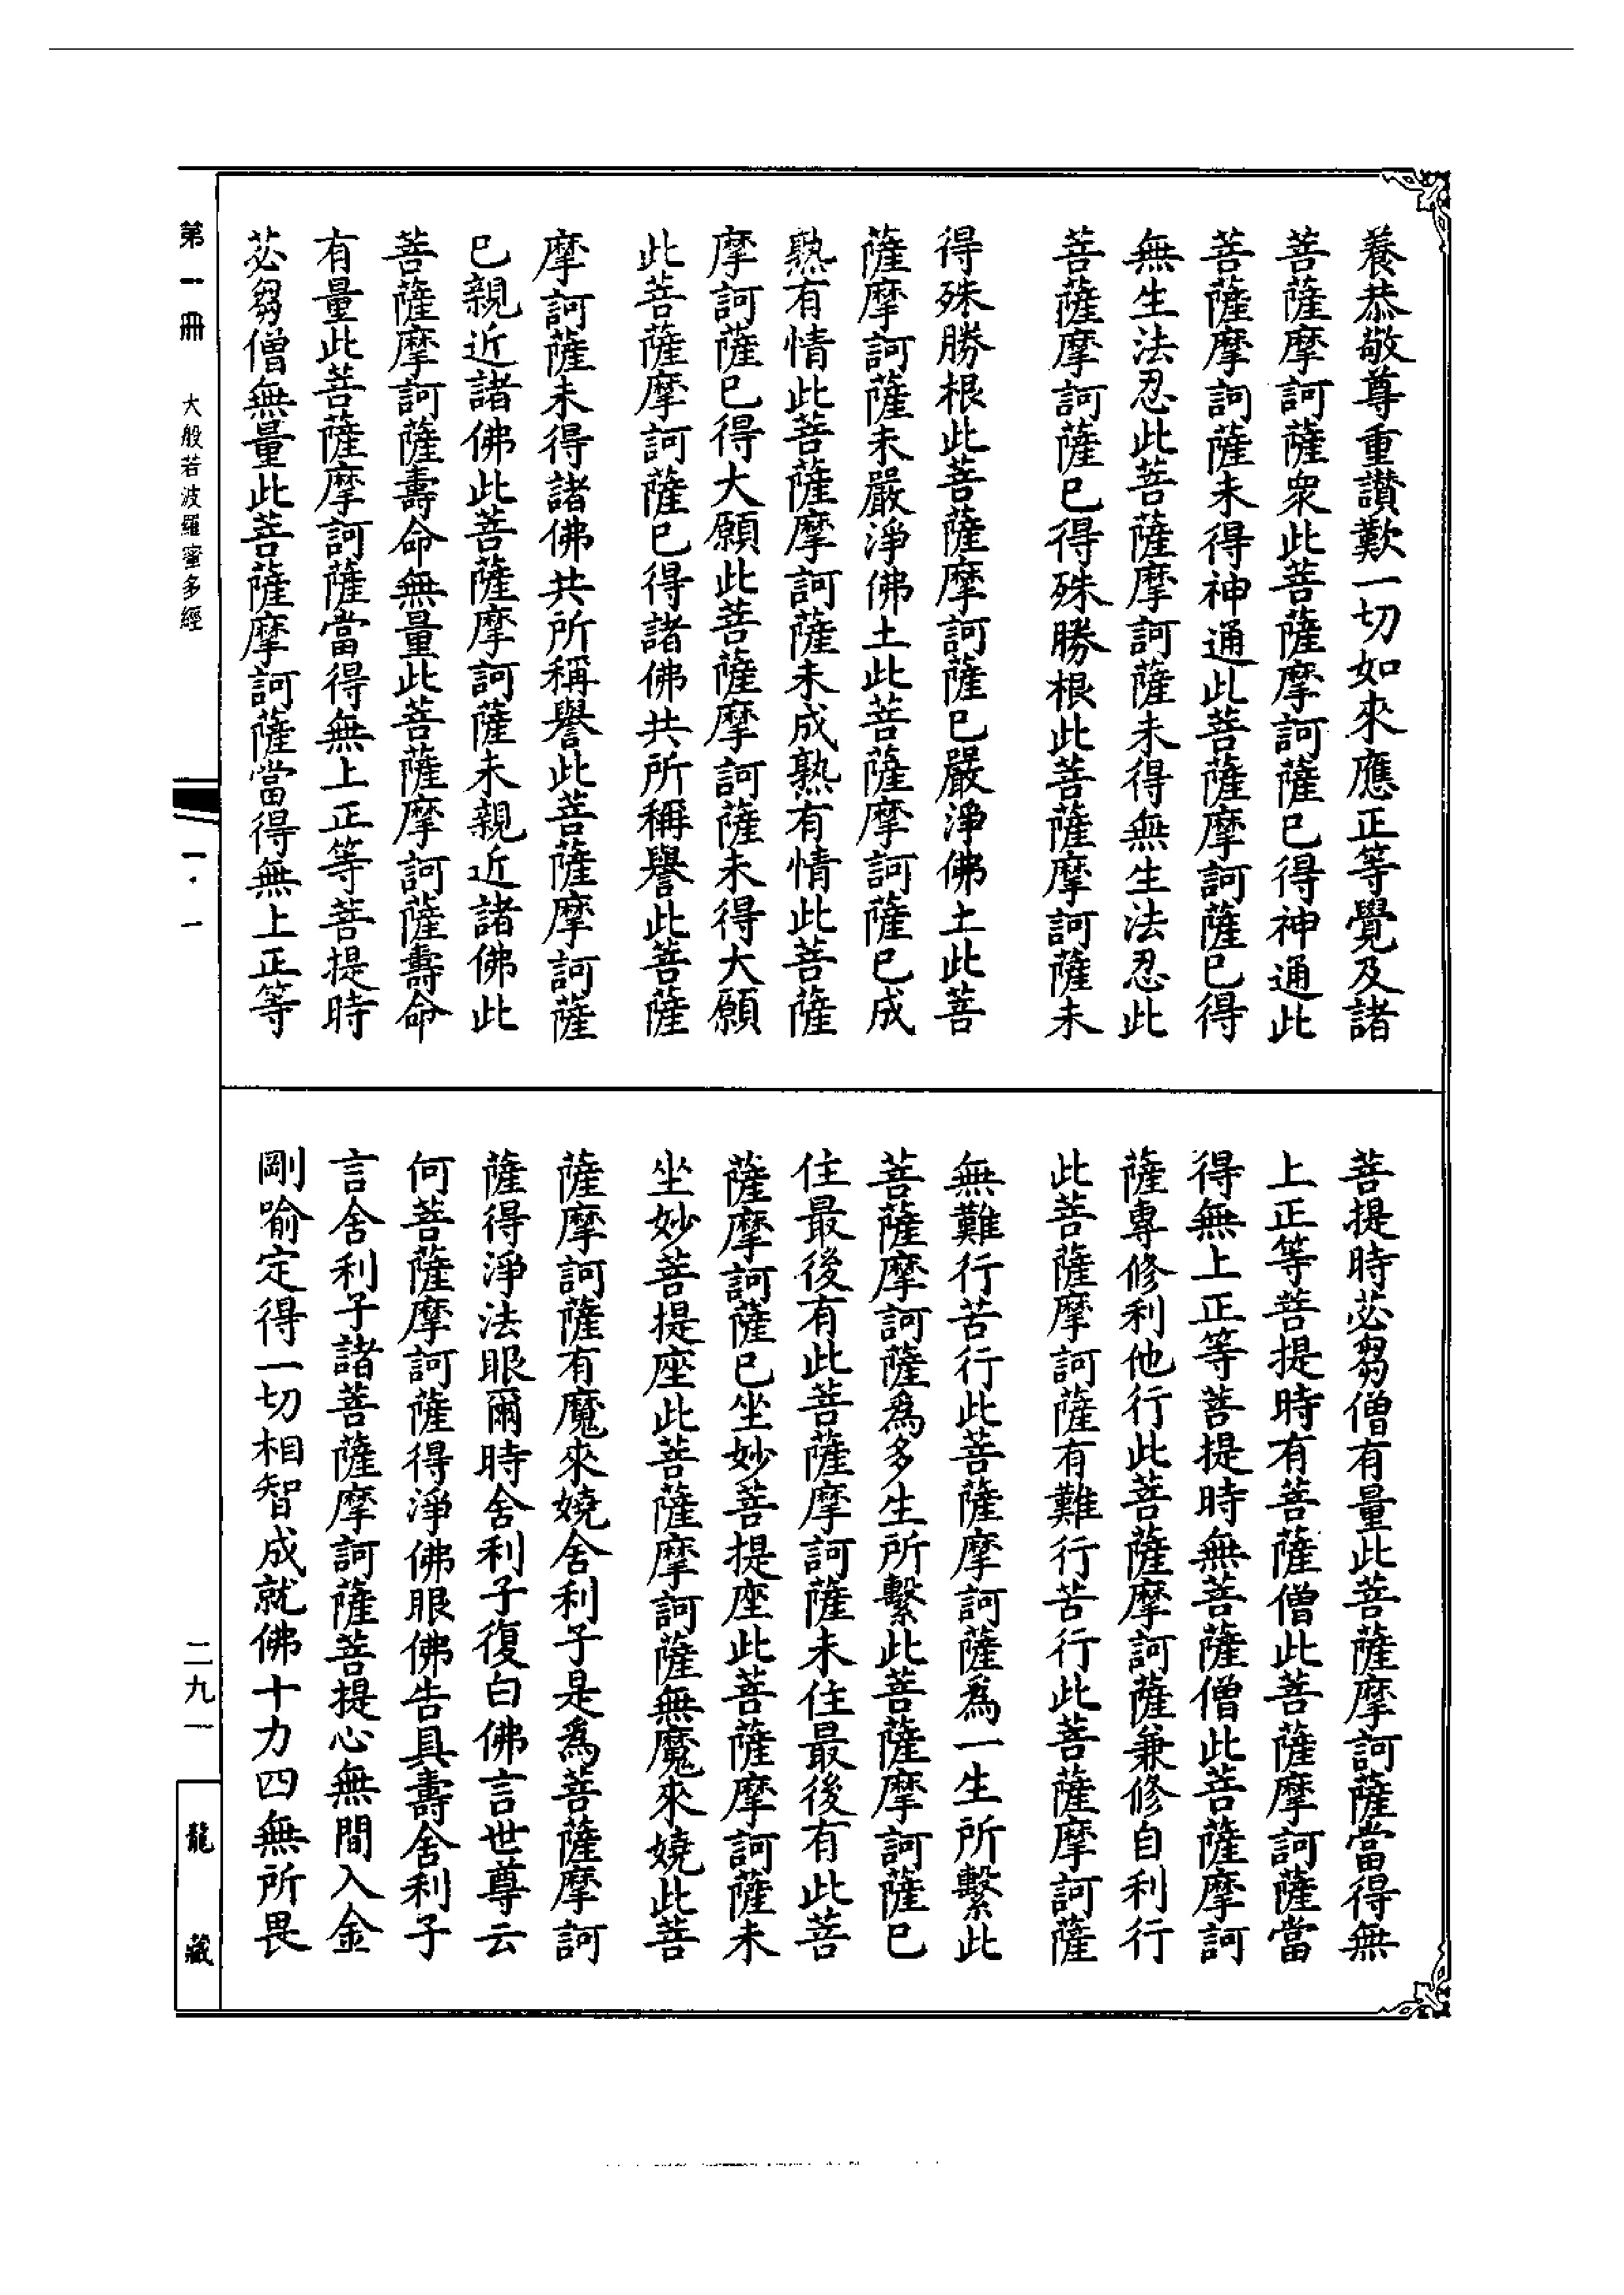 養恭敬尊重讃歎一切如來應正等覺及諸
菩薩摩訶薩衆此菩薩摩訶薩已得神通此
菩薩摩訶薩未得神通此菩薩摩訶薩已得
無生法忍此菩薩摩訶薩未得無生法忍此
菩薩摩訶薩已得殊勝根此菩薩摩訶薩未
得殊勝根此菩薩摩訶薩已嚴淨佛土此菩
薩摩訶薩未嚴淨佛土此菩薩摩訶薩已成
熟有情此菩薩摩訶薩未成熟有情此菩薩
摩訶薩已得大願此菩薩摩訶薩未得大願
此菩薩摩訶薩已得諸佛共所稱譽此菩薩
摩訶薩未得諸佛共所稱譽此菩薩摩訶薩
已親近諸佛此菩薩摩訶薩未親近諸佛此
菩薩摩訶薩壽命無量此菩薩摩訶薩壽命
有量此菩薩摩訶薩當得無上正等菩提時
苾芻僧無量此菩薩摩訶薩當得無上正等
菩提時苾芻僧有量此菩薩摩訶薩當得無
上正等菩提時有菩薩僧此菩薩摩訶薩當
得無上正等菩提時無菩薩僧此菩薩摩訶
薩專修利他行此菩薩摩訶薩兼修自利行
此菩薩摩訶薩有難行苦行此菩薩摩訶薩
無難行苦行此菩薩摩訶薩爲一生所繫此
菩薩摩訶薩爲多生所繫此菩薩摩訶薩已
住最後有此菩薩摩訶薩未住最後有此菩
薩摩訶薩已坐妙菩提座此菩薩摩訶薩未
坐妙菩提座此菩薩摩訶薩無魔來嬈此菩
薩摩訶薩有魔來嬈舍利子是爲菩薩摩訶
薩得淨法眼爾時舍利子復白佛言世尊云
何菩薩摩訶薩得淨佛眼佛告具壽舍利子
言舍利子諸菩薩摩訶薩菩提心無間入金
剛喻定得一切相智成就佛十力四無所畏
第一冊 大般若波羅蜜多經 一·一 二九一 龍藏